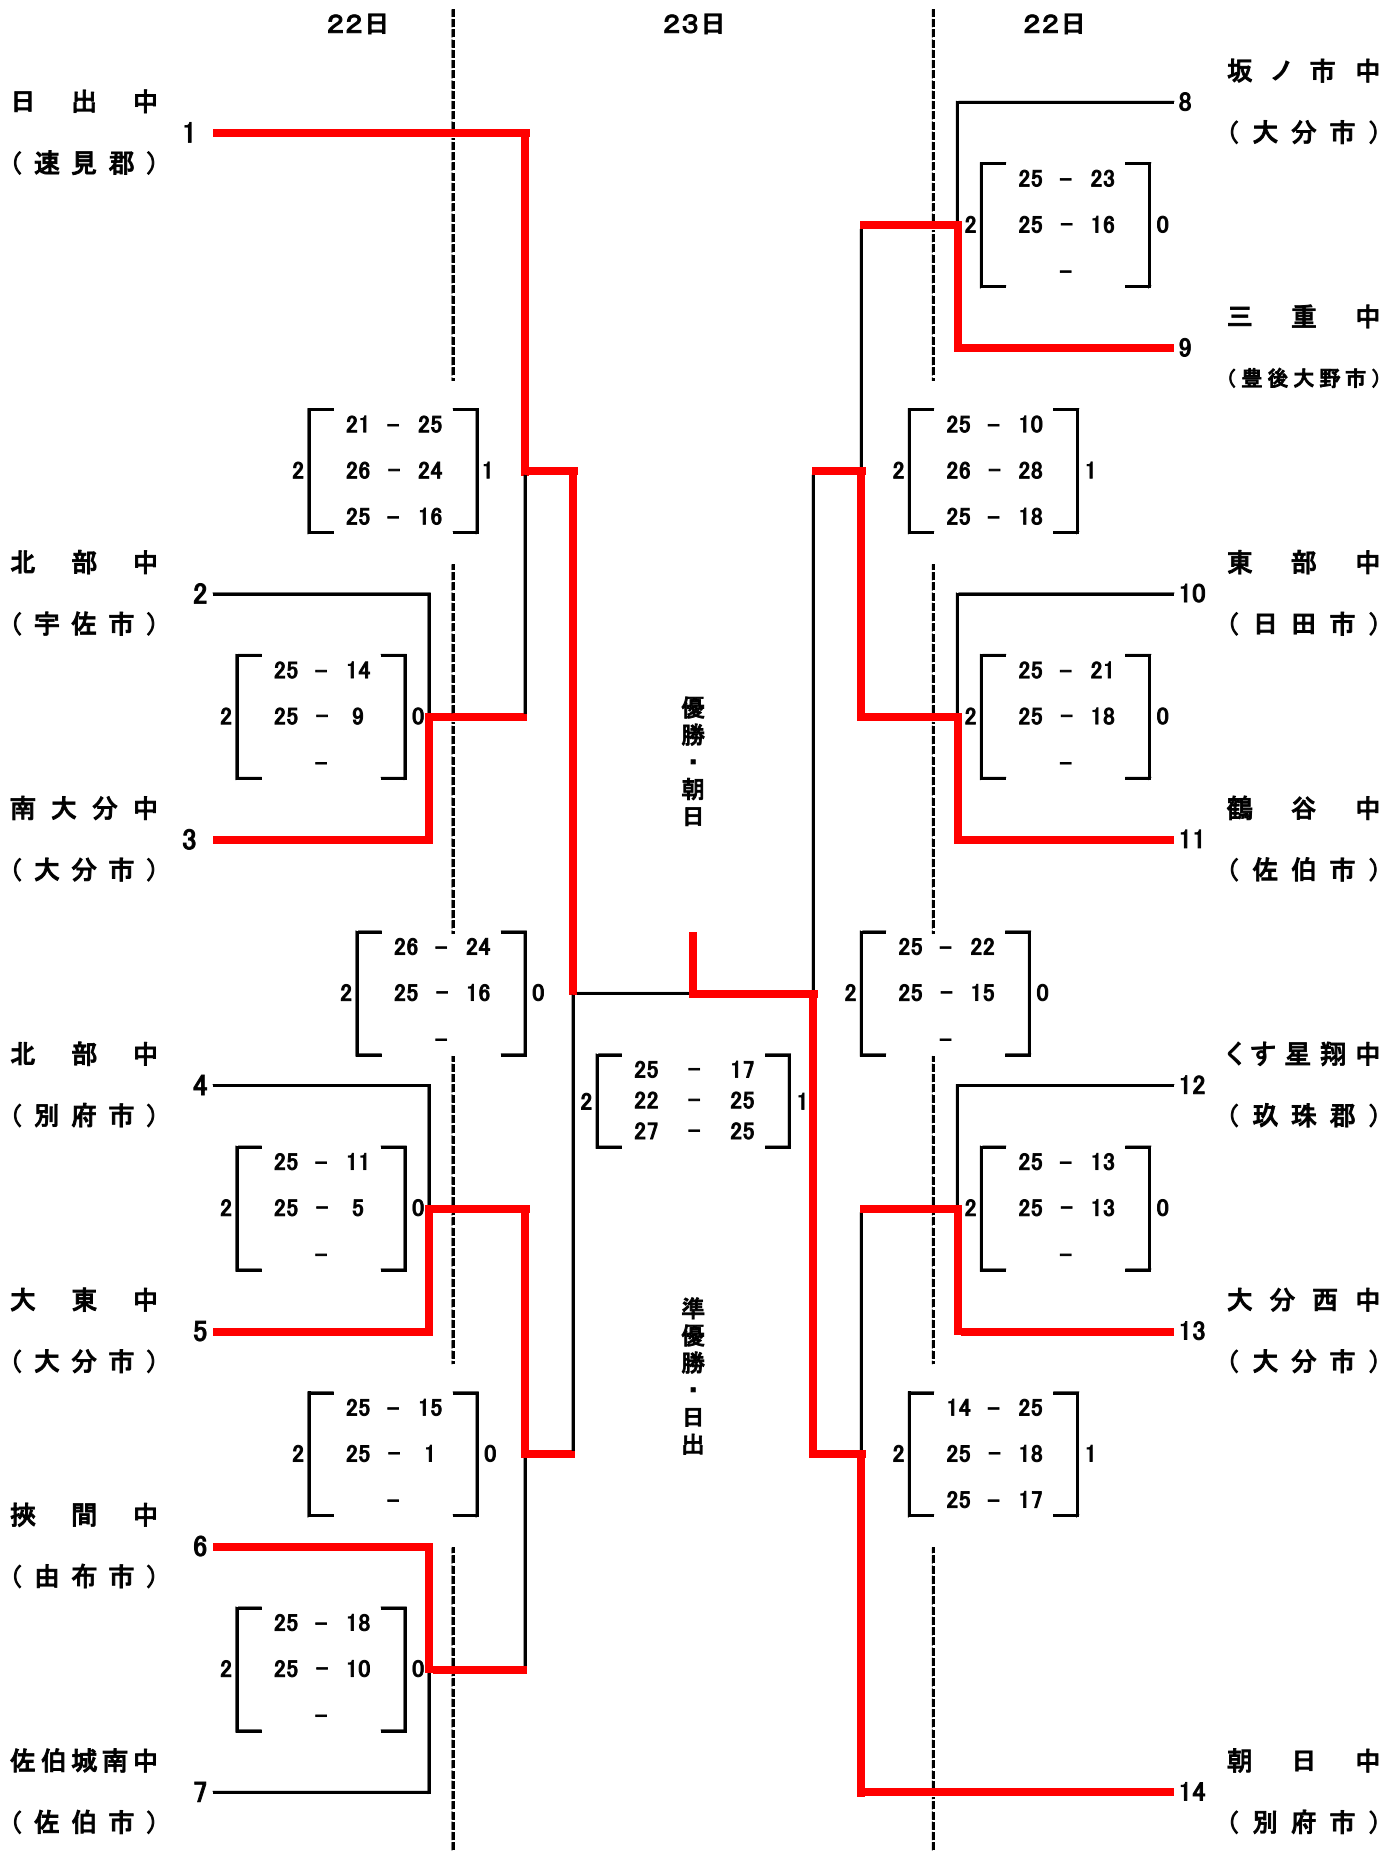 22日 23日 22日
日出中
1
(速見郡)
2
21 - 25
26 - 24
25 - 16
1
北部中
2
(宇佐市)
2
25 - 14
25 - 9
-
0
南大分中
3
(大分市)
2
26 - 24
25 - 16
-
0
北部中
4
(別府市)
2
25 - 11
25 - 5
-
0
大東中
5
(大分市)
2
25 - 15
25 - 1
-
0
挾間中
6
(由布市)
2
25 - 18
25 - 10
-
0
佐伯城南中
7
(佐伯市)
優勝・朝日
2
25 - 17
22 - 25
27 - 25
1
準優勝・日出
坂ノ市中
8
(大分市)
2
25 - 23
25 - 16
-
0
三重中
9
(豊後大野市)
2
25 - 10
26 - 28
25 - 18
1
東部中
10
(日田市)
2
25 - 21
25 - 18
-
0
鶴谷中
11
(佐伯市)
2
25 - 22
25 - 15
-
0
くす星翔中
12
(玖珠郡)
2
25 - 13
25 - 13
-
0
大分西中
13
(大分市)
2
14 - 25
25 - 18
25 - 17
1
朝日中
14
(別府市)